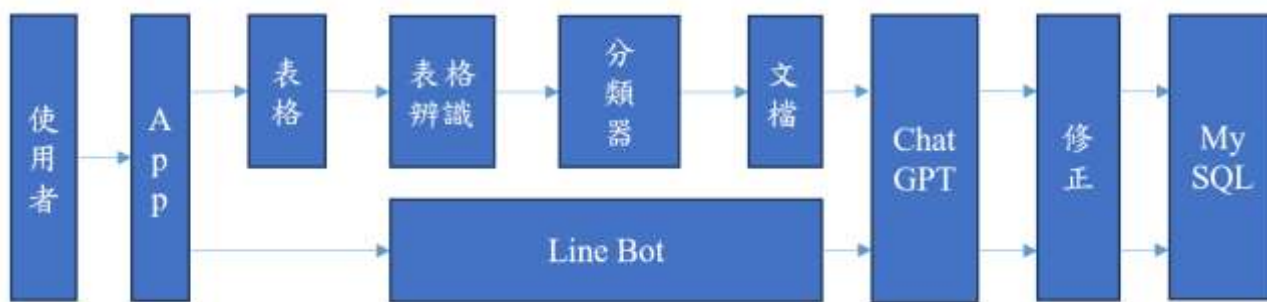 使用者
App
表格
表格
辨識
分類器
文檔
Line Bot
Chat
GPT
修正
My
SQL